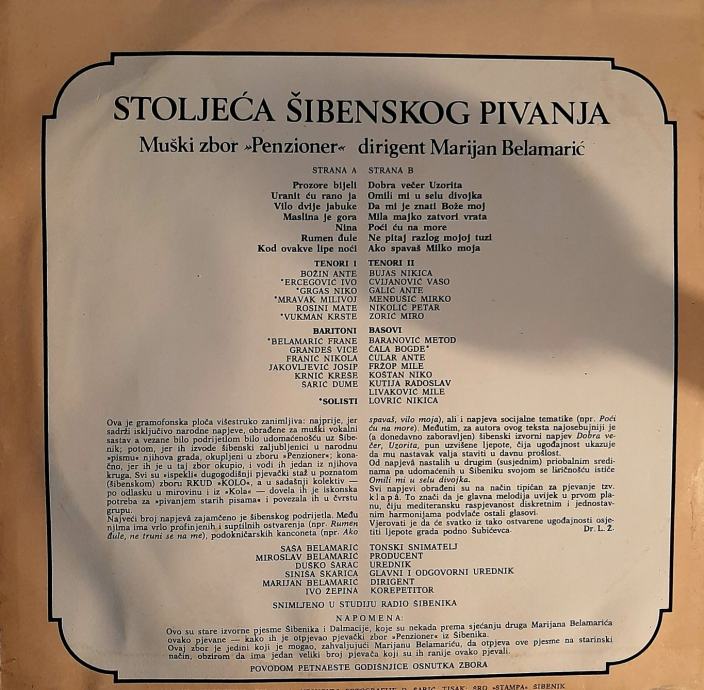 STOLJEĆA ŠIBENSKOG PIVANJA
Muški zbor »Penzioner« dirigent Marijan Belamarić
STRANA A STRANA B
Prozore bijeli Dobra večer Uzorita
Uranit ću rano ja Omili mi u selu divojka
Vilo dvije jabuke Da mi je znati Bože moj
Maslina je gora Mila majko zatvori vrata
Nina Poći ću na more
Rumen đule Ne pitaj razlog mojoj tuzi
Kod ovakve lipe noći Ako spavaš Milko moja
TENORI I TENORI II
BOŽIN ANTE BUJAS NIKICA
*ERCEGOVIĆ IVO CVIJANOVIĆ VASO
*GRGAS NIKO GALIĆ ANTE
*MRAVAK MILIVOJ MENĐUŠIĆ MIRKO
ROSINI MATE NIKOLIĆ PETAR
*VUKMAN KRSTE ZORIĆ MIRO
BARITONI BASOVI
*BELAMARIĆ FRANE BARANOVIĆ METOD
GRANDEŠ VICE ČALA BOGDE*
FRANIĆ NIKOLA ČULAR ANTE
JAKOVLJEVIĆ JOSIP FRŽOP MILE
KRNIĆ KREŠE KOŠTAN NIKO
ŠARIĆ DUME KUTIJA RADOSLAV
LIVAKOVIĆ MILE
*SOLISTI LOVRIĆ NIKICA
Ova je gramofonska ploča višestruko zanimljiva: najprije, jer
sadrži isključivo narodne napjeve, obrađene za muški vokalni
sastav a vezane bilo podrijetlom bilo udomaćenošću uz Šibe-
nik; potom, jer ih izvode šibenski zaljubljenici u narodnu
»pismu« njihova grada, okupljeni u zboru »Penzioner«; kona-
čno, jer ih je u taj zbor okupio, i vodi ih jedan iz njihova
kruga. Svi su »ispekli« dugogodišnji pjevački staž u poznatom
(šibenskom) zboru RKUD »KOLO«, a u sadašnji kolektiv —
po odlasku u mirovinu i iz »Kola« — dovela ih je iskonska
potreba za »pivanjem starih pisama« i povezala ih u čvrstu
grupu.
Najveći broj napjevâ zajamčeno je šibenskog podrijetla. Među
njima ima vrlo profinjenih i suptilnih ostvarenja (npr. Rumen
đule, ne truni se na me), podokničarskih kanconeta (npr. Ako
spavaš, vilo moja), ali i napjeva socijalne tematike (npr. Poći
ću na more). Međutim, za autora ovog teksta najosebujniji je
(a donedavno zaboravljen) šibenski izvorni napjev Dobra ve-
čer, Uzorita, pun uzvišene ljepote, čija ugođajnost ukazuje
da mu nastavak valja staviti u davnu prošlost.
Od napjevâ nastalih u drugim (susjednim) priobalnim sredi-
nama pa udomaćenih u Šibeniku svojom se liričnošću ističe
Omili mi u selu divojka.
Svi napjevi obrađeni su na način tipičan za pjevanje tzv.
klapâ. To znači da je glavna melodija uvijek u prvom pla-
nu, čiju mediteransku raspjevanost diskretnim i jednostav-
nim harmonijama podvlače ostali glasovi.
Vjerovati je da će svatko iz tako ostvarene ugođajnosti osje-
titi ljepote grada podno Šubićevca. Dr. L. Ž.
SAŠA BELAMARIĆ TONSKI SNIMATELJ
MIROSLAV BELAMARIĆ PRODUCENT
DUŠKO ŠARAC UREDNIK
SINIŠA ŠKARICA GLAVNI I ODGOVORNI UREDNIK
MARIJAN BELAMARIĆ DIRIGENT
IVO ŽEPINA KOREPETITOR
SNIMLJENO U STUDIJU RADIO ŠIBENIKA
NAPOMENA:
Ovo su stare izvorne pjesme Šibenika i Dalmacije, koje su nekada prema sjećanju druga Marijana Belamarića
ovako pjevane — kako ih je otpjevao pjevački zbor »Penzioner« iz Šibenika.
Ovaj zbor je jedini koji je mogao, zahvaljujući Marijanu Belamariću, da otpjeva ove pjesme na starinski
način, obzirom da ima jedan veliki broj pjevača koji su ih ranije ovako pjevali.
POVODOM PETNAESTE GODIŠNJICE OSNUTKA ZBORA
ŠARIĆ TISAK: ŠRO »ŠTAMPA« ŠIBENIK